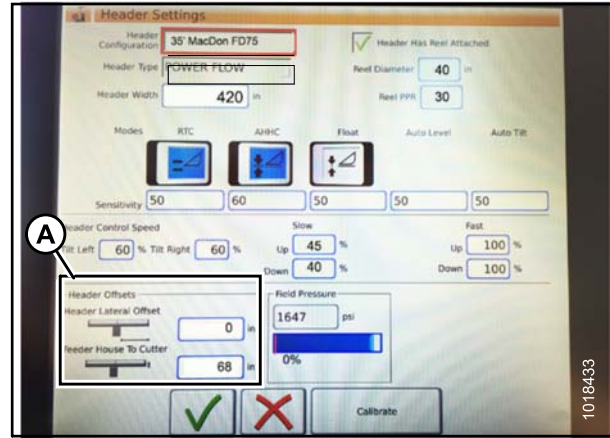 Header Settings
Header Configuration
35' MacDon FD75
Header Has Reel Attached
Header Type
POWER FLOW
Reel Diameter 40 in
Header Width 420 in
Reel PPR 30
Modes RTC AHHC Float Auto Level Auto Tilt
Sensitivity 50 60 50 50 50
Header Control Speed
Slow
Fast
Tilt Left 60 % Tilt Right 60 %
Up 45 %
Up 100 %
Down 40 %
Down 100 %
A
Header Offsets
Field Pressure
Header Lateral Offset
0 in
1647 psi
Feeder House To Cutter
68 in
0%
Calibrate
1018433